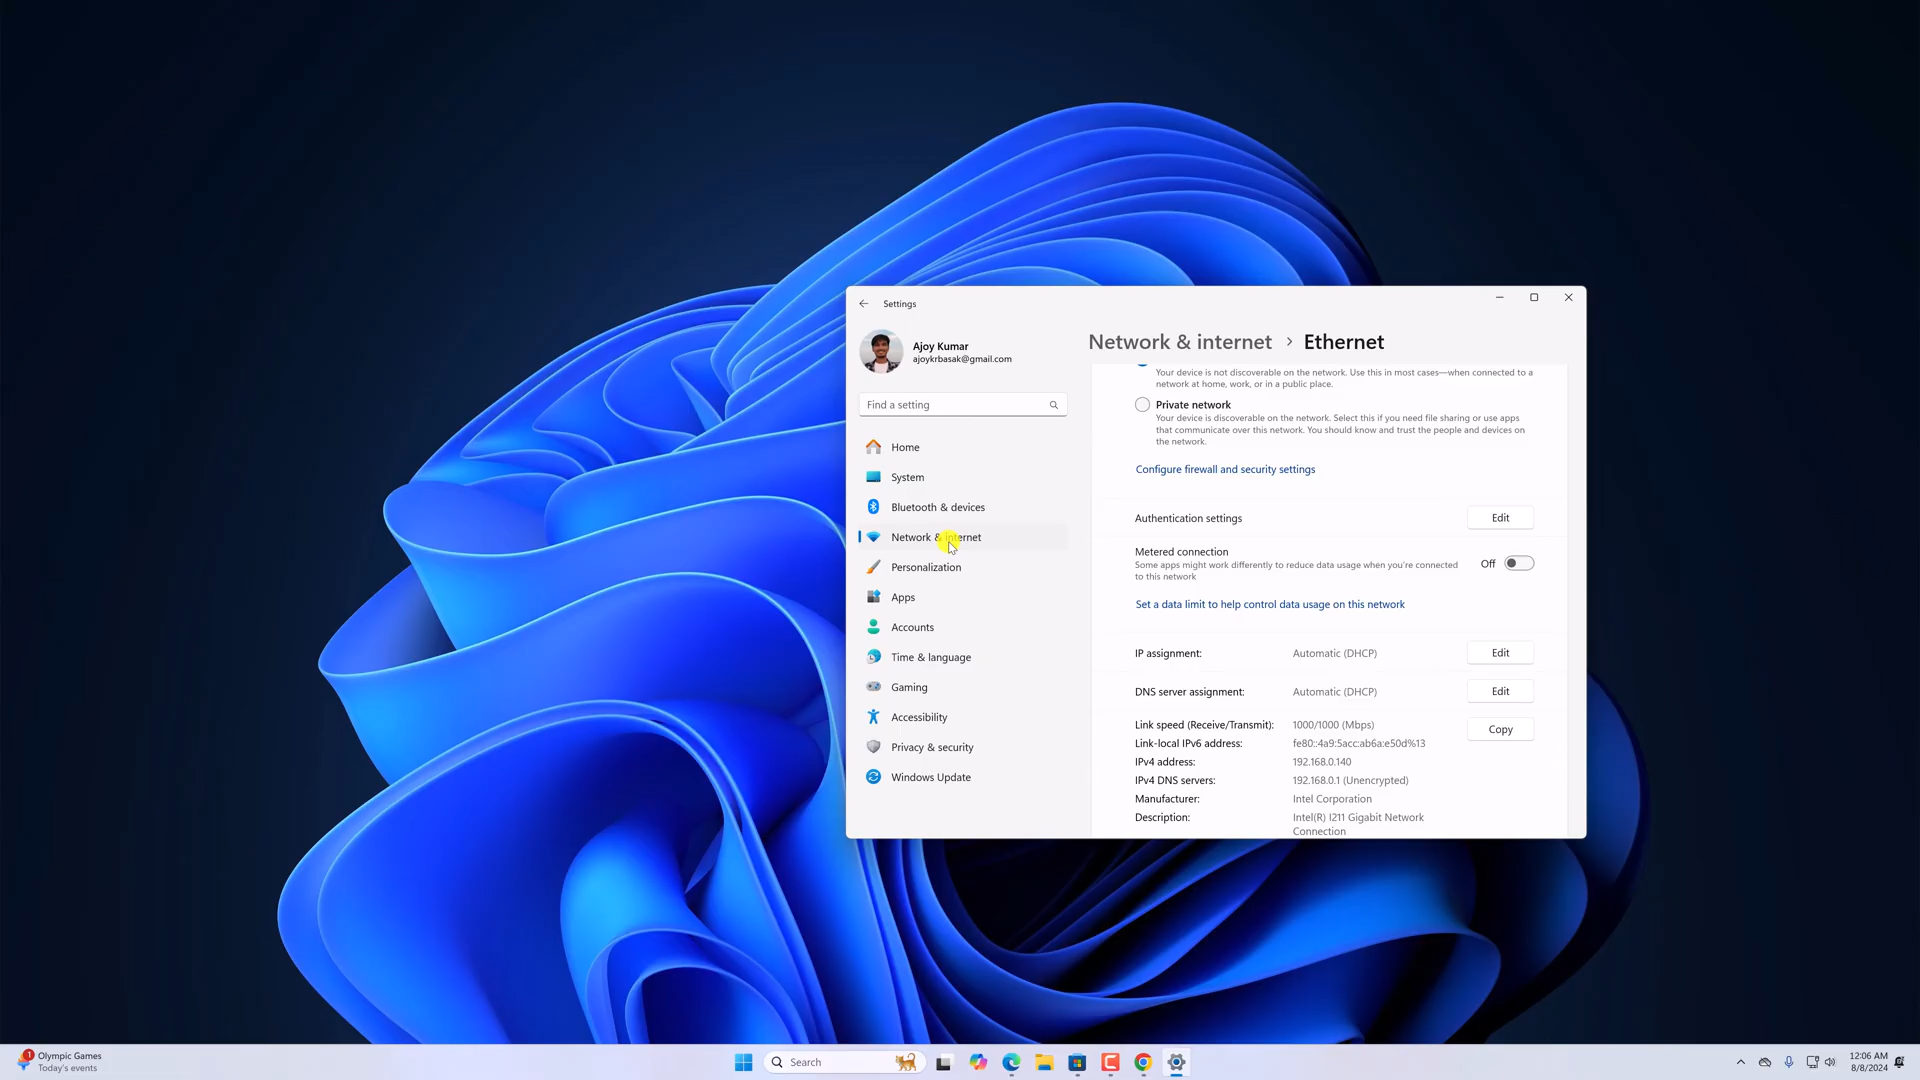 Settings
Ajoy Kumar
ajoykrbasak@gmail.com
Find a setting
Home
System
Bluetooth & devices
Network & internet
Personalization
Apps
Accounts
Time & language
Gaming
Accessibility
Privacy & security
Windows Update
Network & internet › Ethernet
Your device is not discoverable on the network. Use this in most cases—when connected to a
network at home, work, or in a public place.
Private network
Your device is discoverable on the network. Select this if you need file sharing or use apps
that communicate over this network. You should know and trust the people and devices on
the network.
Configure firewall and security settings
Authentication settings Edit
Metered connection
Some apps might work differently to reduce data usage when you're connected
to this network
Off
Set a data limit to help control data usage on this network
IP assignment: Automatic (DHCP) Edit
DNS server assignment: Automatic (DHCP) Edit
Link speed (Receive/Transmit): 1000/1000 (Mbps) Copy
Link-local IPv6 address: fe80::4a9:5acc:ab6a:e50d%13
IPv4 address: 192.168.0.140
IPv4 DNS servers: 192.168.0.1 (Unencrypted)
Manufacturer: Intel Corporation
Description: Intel(R) I211 Gigabit Network
Connection
1
Olympic Games
Today's events
Search
12:06 AM
8/8/2024